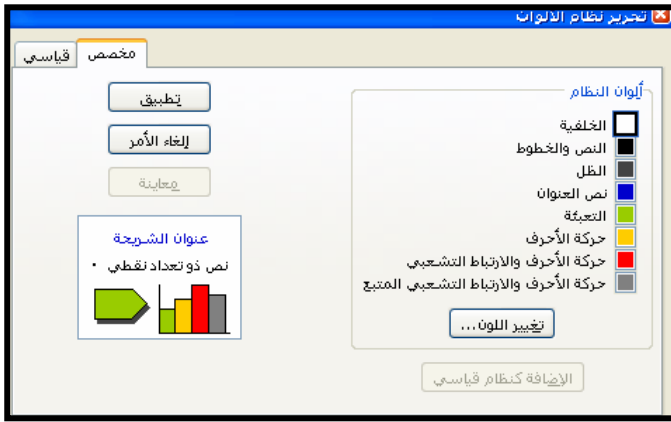 تحرير نظام الألوان
قياسي
مخصص
ألوان النظام
الخلفية
النص والخطوط
الظل
نص العنوان
التعبئة
حركة الأحرف
حركة الأحرف والارتباط التشعبي
حركة الأحرف والارتباط التشعبي المتبع
تغيير اللون...
الإضافة كنظام قياسي
تطبيق
إلغاء الأمر
معاينة
عنوان الشريحة
• نص ذو تعداد نقطي